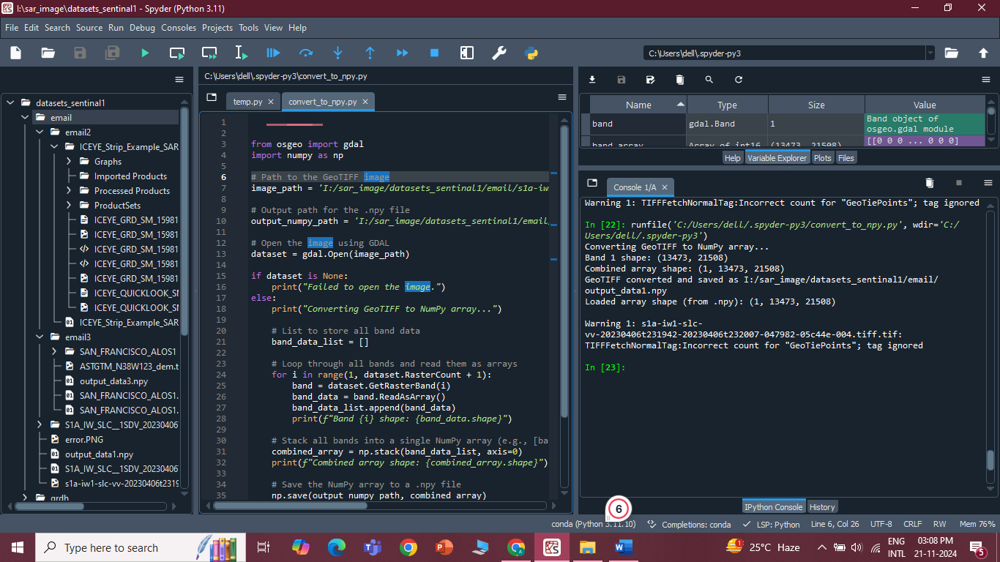 I:\sar_image\datasets_sentinal1 - Spyder (Python 3.11)
File Edit Search Source Run Debug Consoles Projects Tools View Help
C:\Users\dell\.spyder-py3
datasets_sentinal1
email
email2
ICEYE_Strip_Example_SAR
Graphs
Imported Products
Processed Products
ProductSets
ICEYE_GRD_SM_15981
ICEYE_GRD_SM_15981
ICEYE_GRD_SM_15981
ICEYE_GRD_SM_15981
ICEYE_GRD_SM_15981
ICEYE_QUICKLOOK_SM
ICEYE_QUICKLOOK_SM
ICEYE_Strip_Example_SAR
email3
SAN_FRANCISCO_ALOS1
ASTGTM_N38W123_dem.t
output_data3.npy
SAN_FRANCISCO_ALOS1.
SAN_FRANCISCO_ALOS1.
S1A_IW_SLC__1SDV_20230406
error.PNG
output_data1.npy
S1A_IW_SLC__1SDV_20230406
s1a-iw1-slc-vv-20230406t2319
grdh
C:\Users\dell\.spyder-py3\convert_to_npy.py
temp.py
convert_to_npy.py
1
2
3 from osgeo import gdal
4 import numpy as np
5
6 # Path to the GeoTIFF image
7 image_path = 'I:/sar_image/datasets_sentinal1/email/s1a-iw
8
9 # Output path for the .npy file
10 output_numpy_path = 'I:/sar_image/datasets_sentinal1/email
11
12 # Open the image using GDAL
13 dataset = gdal.Open(image_path)
14
15 if dataset is None:
16 print("Failed to open the image.")
17 else:
18 print("Converting GeoTIFF to NumPy array...")
19
20 # List to store all band data
21 band_data_list = []
22
23 # Loop through all bands and read them as arrays
24 for i in range(1, dataset.RasterCount + 1):
25 band = dataset.GetRasterBand(i)
26 band_data = band.ReadAsArray()
27 band_data_list.append(band_data)
28 print(f"Band {i} shape: {band_data.shape}")
29
30 # Stack all bands into a single NumPy array (e.g., [ba
31 combined_array = np.stack(band_data_list, axis=0)
32 print(f"Combined array shape: {combined_array.shape}")
33
34 # Save the NumPy array to a .npy file
35 np.save(output_numpy_path, combined_array)
Name Type Size Value
band gdal.Band 1 Band object of
osgeo.gdal module
band_array Array of int16 (13473, 21508) [[0 0 0 ... 0 0 0]
Help Variable Explorer Plots Files
Console 1/A
Warning 1: TIFFFetchNormalTag:Incorrect count for "GeoTiePoints"; tag ignored
In [22]: runfile('C:/Users/dell/.spyder-py3/convert_to_npy.py', wdir='C:/
Users/dell/.spyder-py3')
Converting GeoTIFF to NumPy array...
Band 1 shape: (13473, 21508)
Combined array shape: (1, 13473, 21508)
GeoTIFF converted and saved as I:/sar_image/datasets_sentinal1/email/
output_data1.npy
Loaded array shape (from .npy): (1, 13473, 21508)
Warning 1: s1a-iw1-slc-
vv-20230406t231942-20230406t232007-047982-05c44e-004.tiff.tif:
TIFFFetchNormalTag:Incorrect count for "GeoTiePoints"; tag ignored
In [23]:
IPython Console History
6
conda (Python 3.11.10) Completions: conda LSP: Python Line 6, Col 26 UTF-8 CRLF RW Mem 76%
Type here to search
25°C Haze
ENG
INTL
03:08 PM
21-11-2024
5